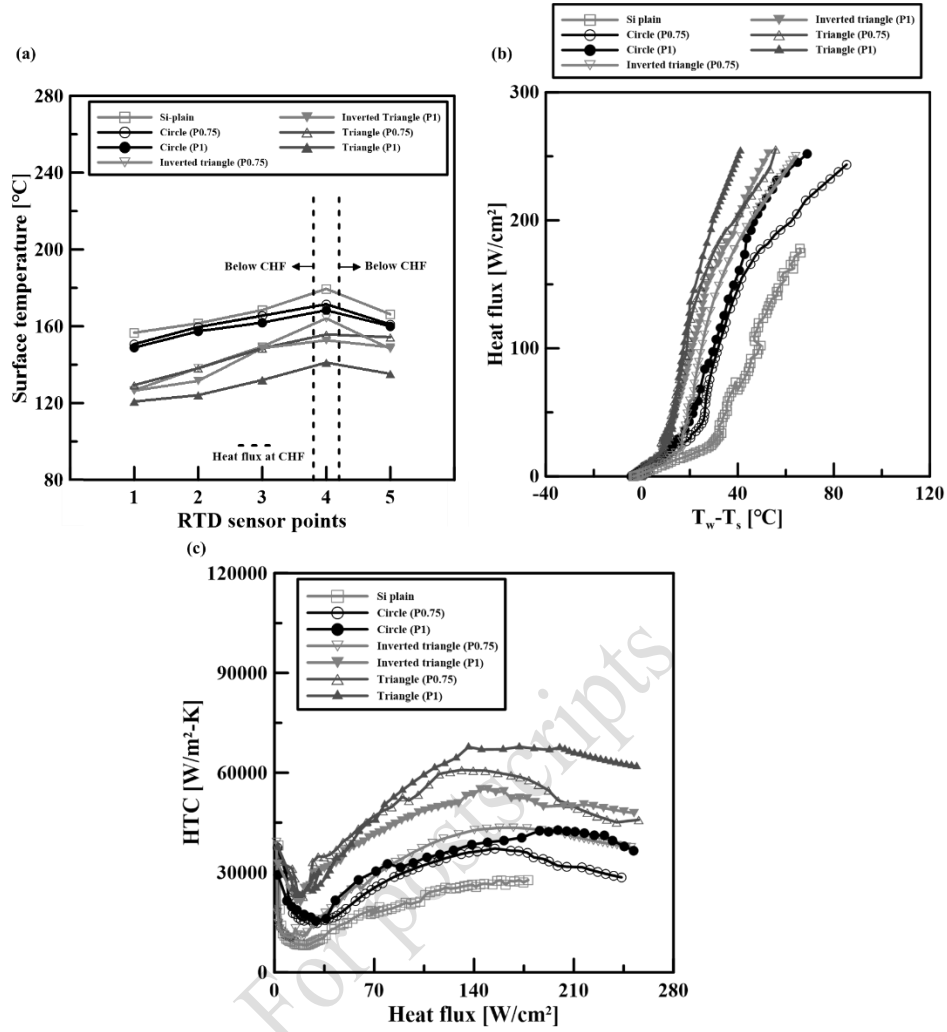 (a)
280
240
200
160
120
80
Surface temperature [°C]
Si-plain
Circle (P0.75)
Circle (P1)
Inverted triangle (P0.75)
Inverted Triangle (P1)
Triangle (P0.75)
Triangle (P1)
Below CHF
Below CHF
Heat flux at CHF
1 2 3 4 5
RTD sensor points
(b)
Si plain
Circle (P0.75)
Circle (P1)
Inverted triangle (P0.75)
Inverted triangle (P1)
Triangle (P0.75)
Triangle (P1)
300
200
100
0
Heat flux [W/cm²]
-40 0 40 80 120
T_w-T_s [°C]
(c)
120000
90000
60000
30000
0
HTC [W/m²-K]
Si plain
Circle (P0.75)
Circle (P1)
Inverted triangle (P0.75)
Inverted triangle (P1)
Triangle (P0.75)
Triangle (P1)
0 70 140 210 280
Heat flux [W/cm²]
For postscripts